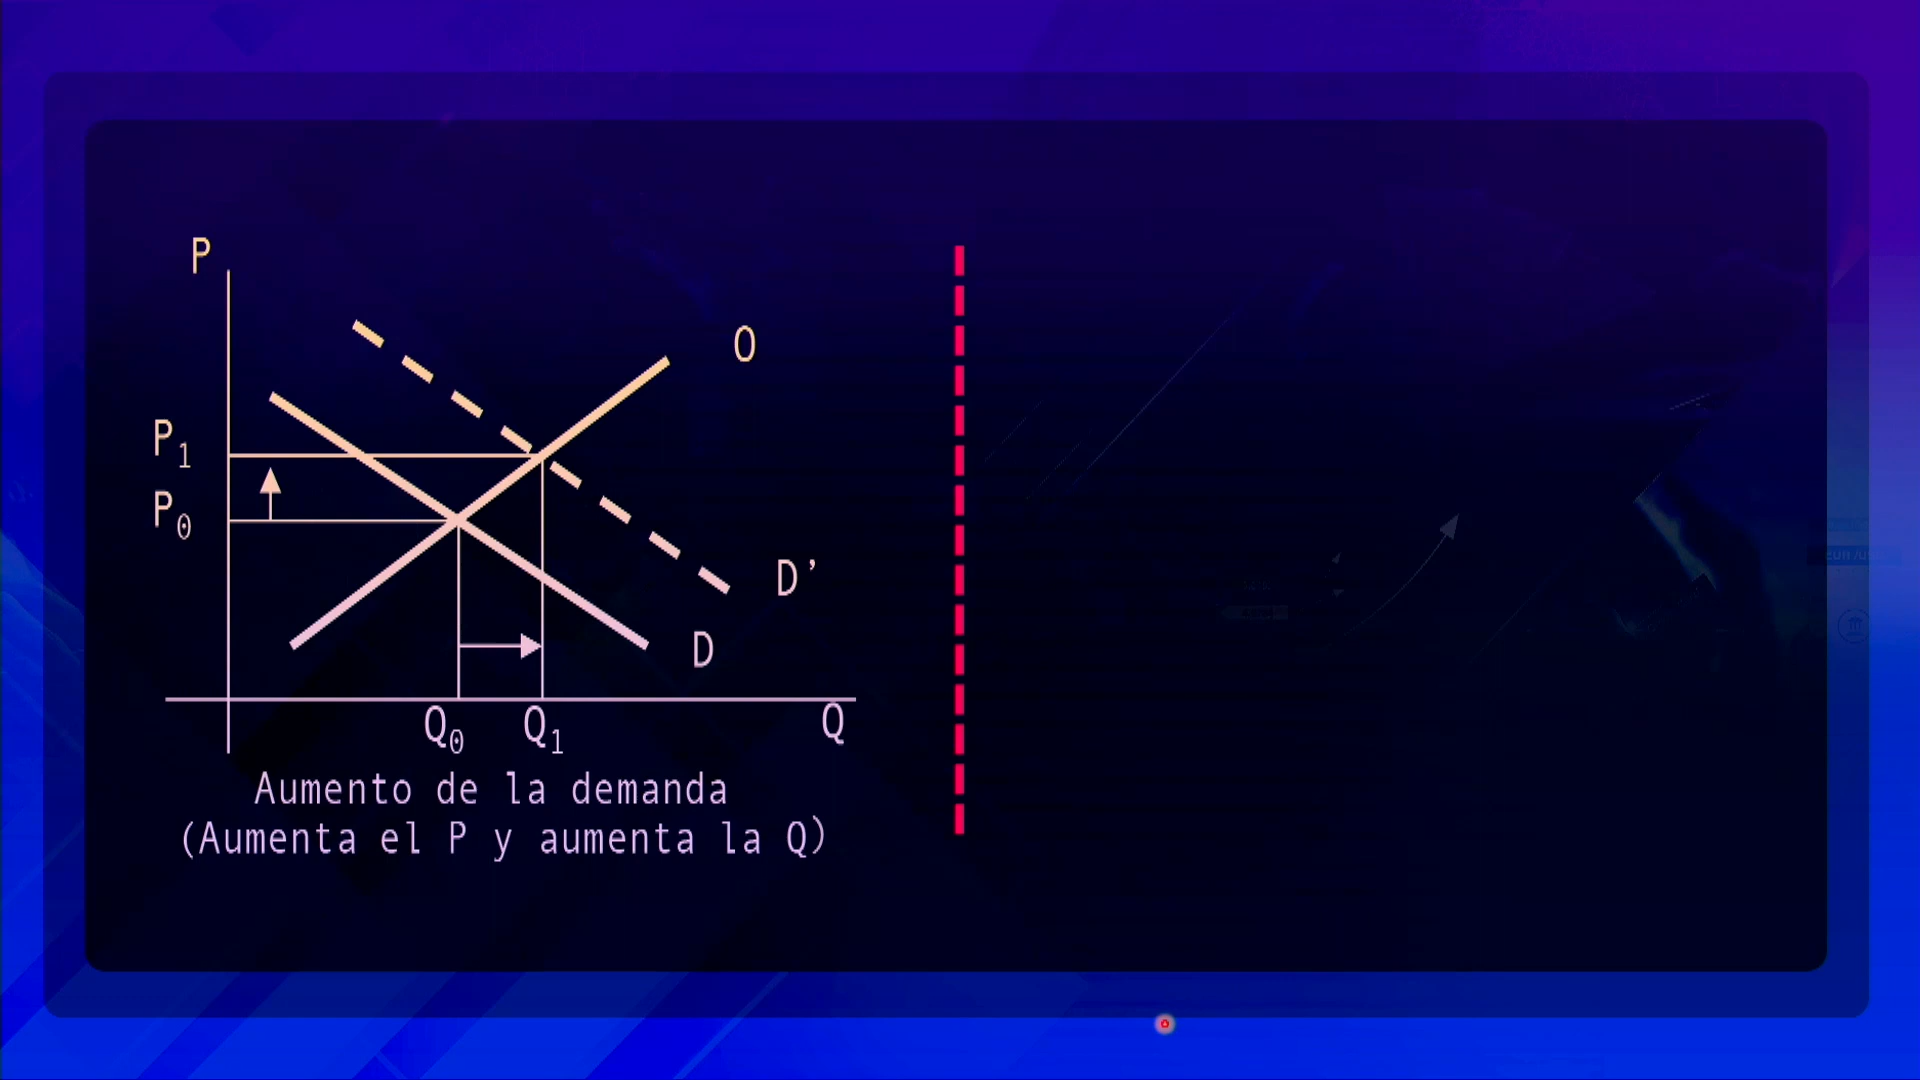 P
O
P1
P0
D’
D
Q0 Q1 Q
Aumento de la demanda
(Aumenta el P y aumenta la Q)